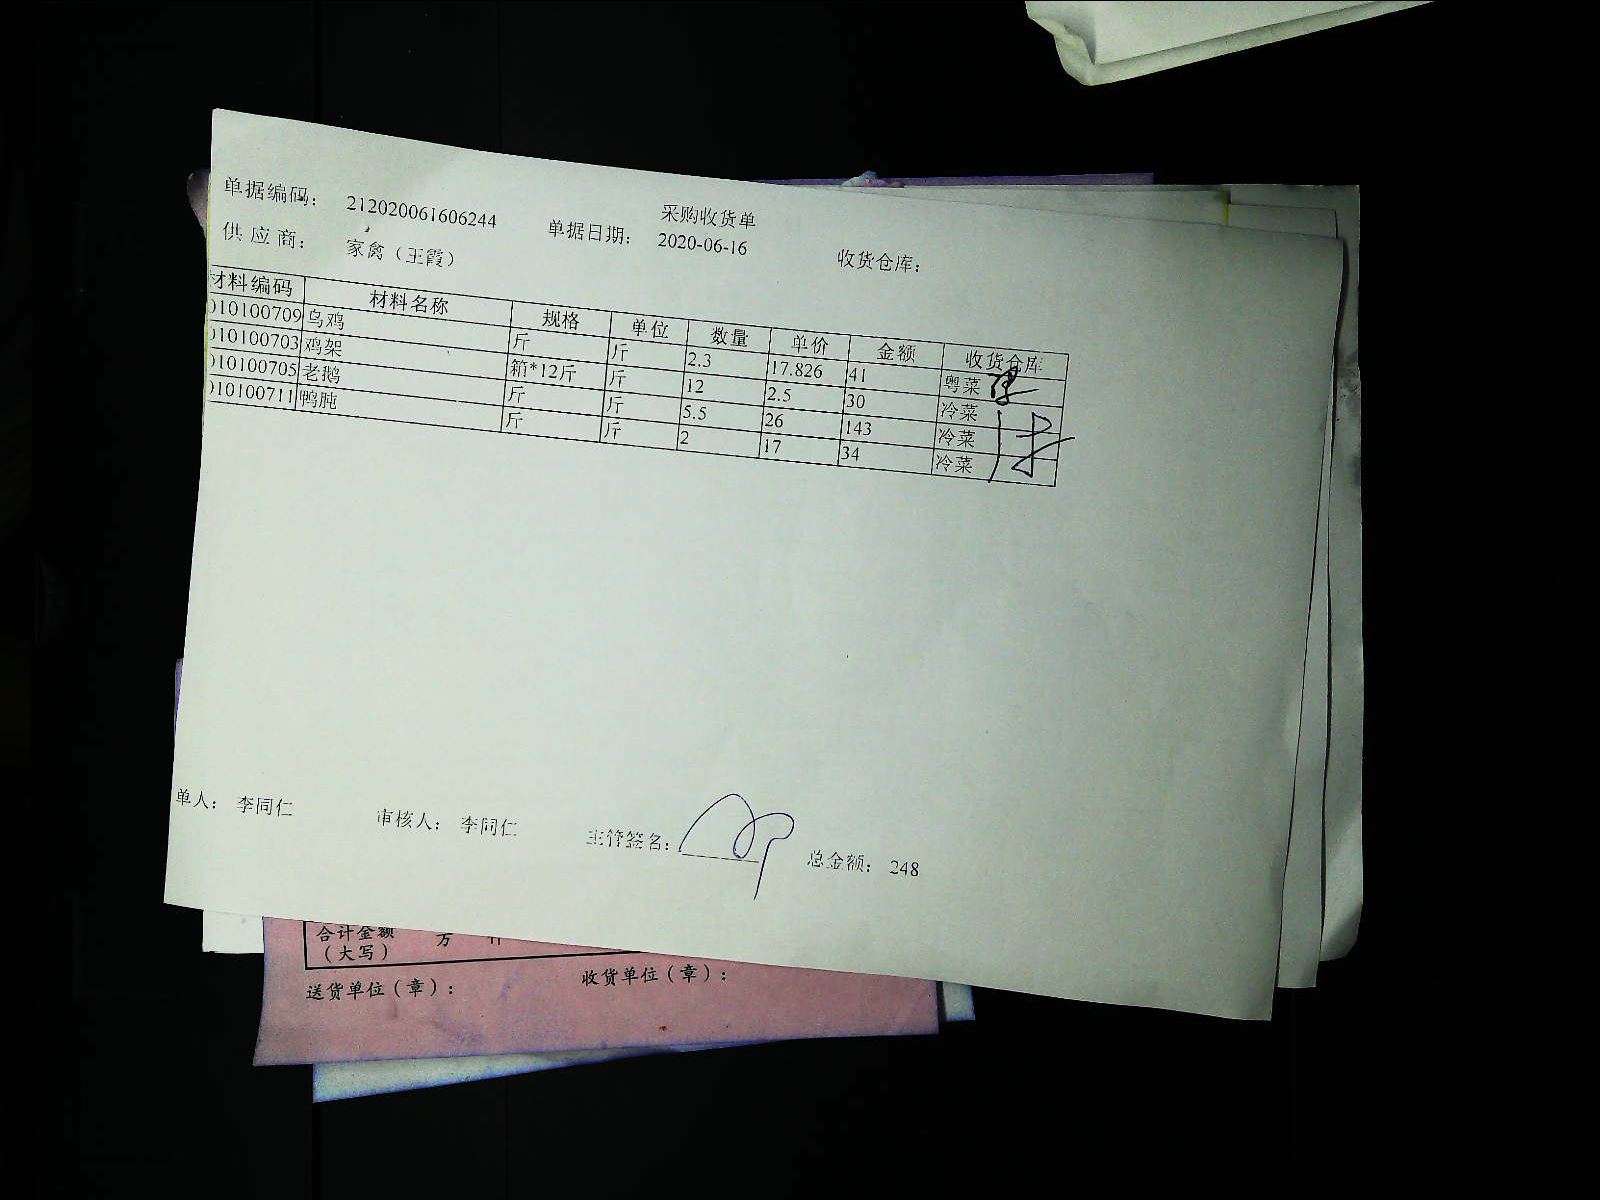 采购收货单
单据编码： 212020061606244 单据日期： 2020-06-16 收货仓库：
供应商： 家禽（王霞）
材料编码 材料名称 规格 单位 数量 单价 金额 收货仓库
010100709 乌鸡 斤 斤 2.3 17.826 41 粤菜
010100703 鸡架 箱*12斤 斤 12 2.5 30 冷菜
010100705 老鹅 斤 斤 5.5 26 143 冷菜
010100711 鸭肫 斤 斤 2 17 34 冷菜
单人： 李同仁 审核人： 李同仁 主管签名： 总金额： 248
合计金额 万 仟
（大写）
送货单位（章）： 收货单位（章）：